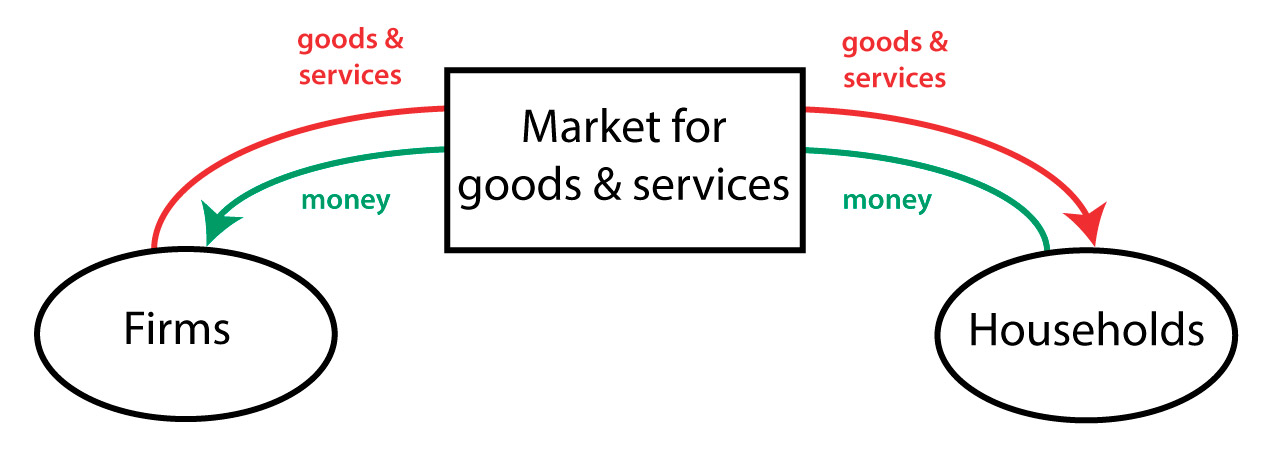 goods &
services
goods &
services
Market for
goods & services
money
money
Firms
Households